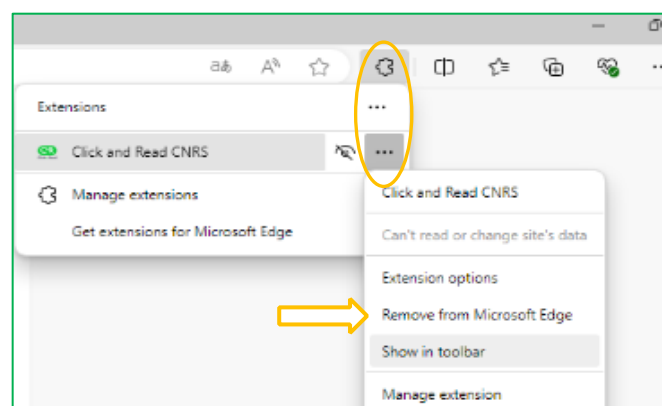 aあ A
Extensions
Click and Read CNRS
Manage extensions
Get extensions for Microsoft Edge
Click and Read CNRS
Can't read or change site's data
Extension options
Remove from Microsoft Edge
Show in toolbar
Manage extension